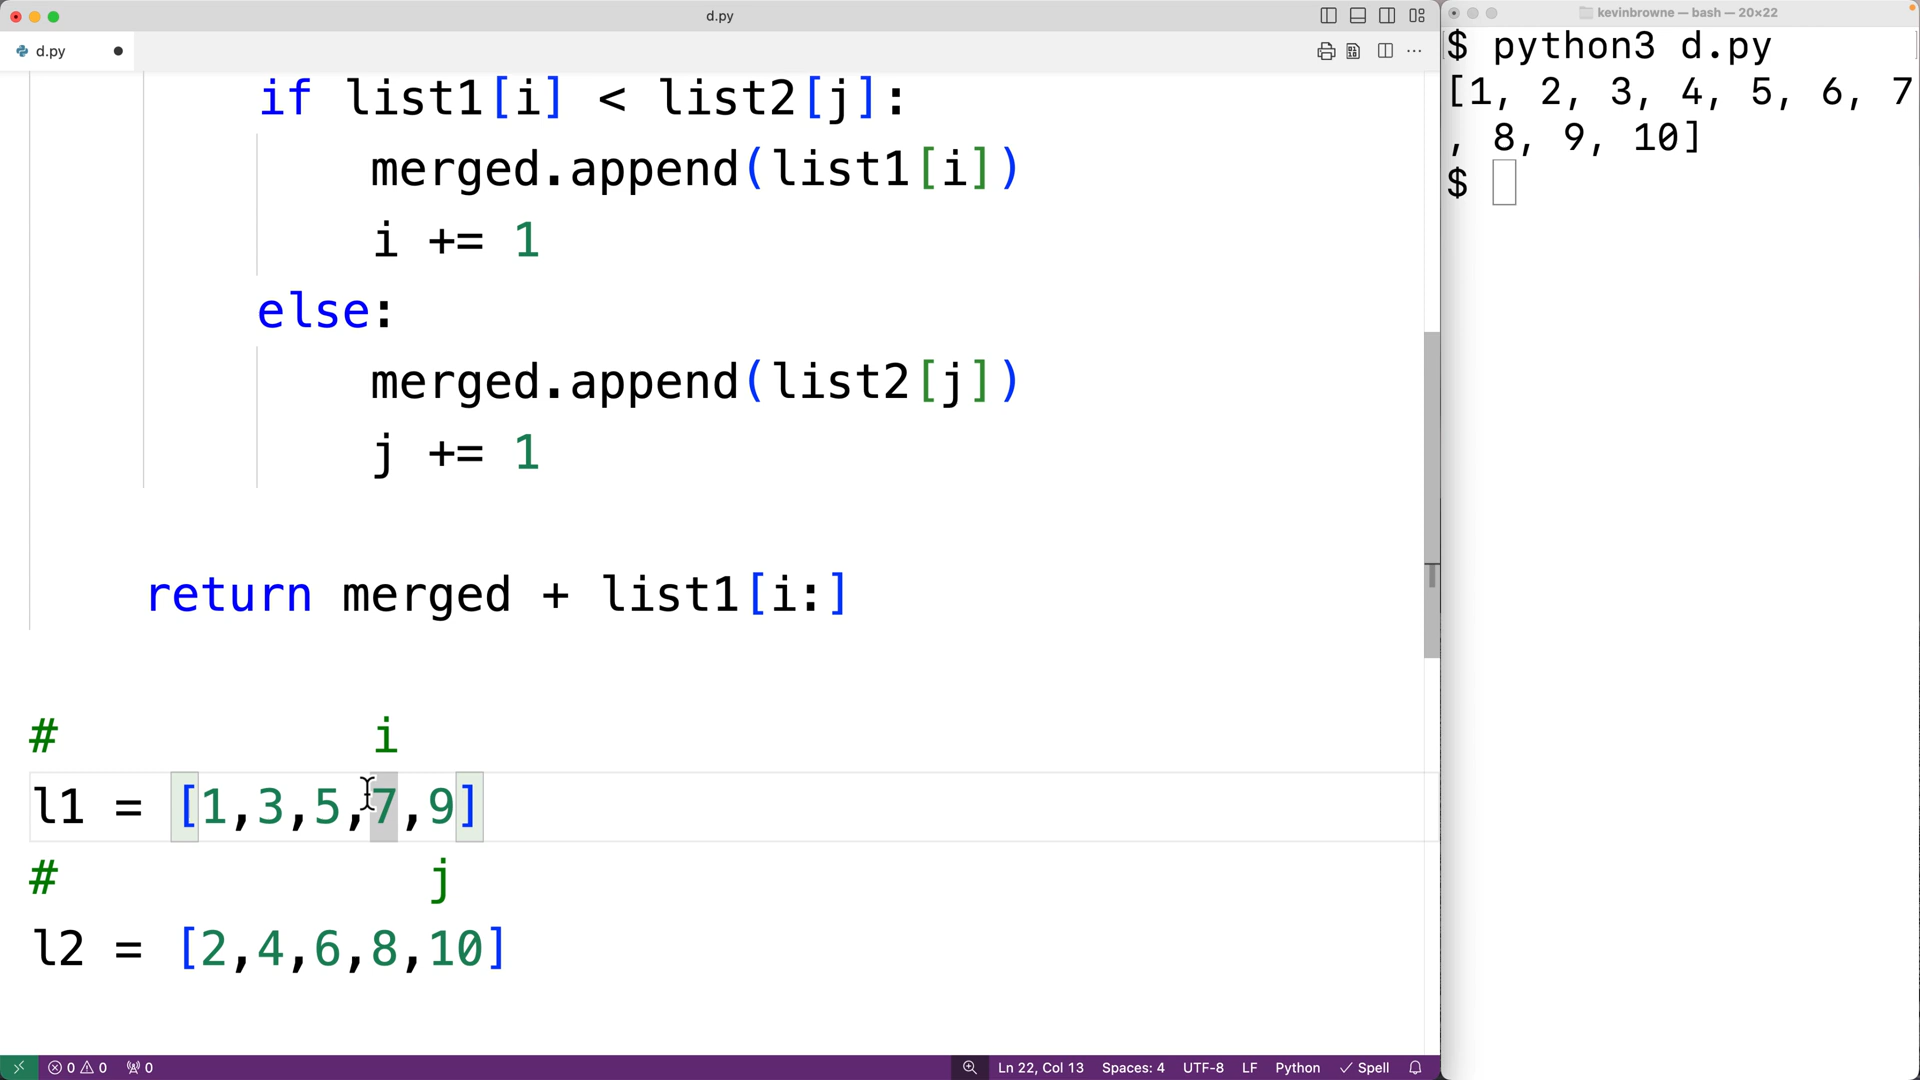 d.py
kevinbrowne — bash — 20×22
d.py
$ python3 d.py
[1, 2, 3, 4, 5, 6, 7
, 8, 9, 10]
$
if list1[i] < list2[j]:
merged.append(list1[i])
i += 1
else:
merged.append(list2[j])
j += 1
return merged + list1[i:]
# i
l1 = [1,3,5,7,9]
# j
l2 = [2,4,6,8,10]
0 0 0 Ln 22, Col 13 Spaces: 4 UTF-8 LF Python Spell